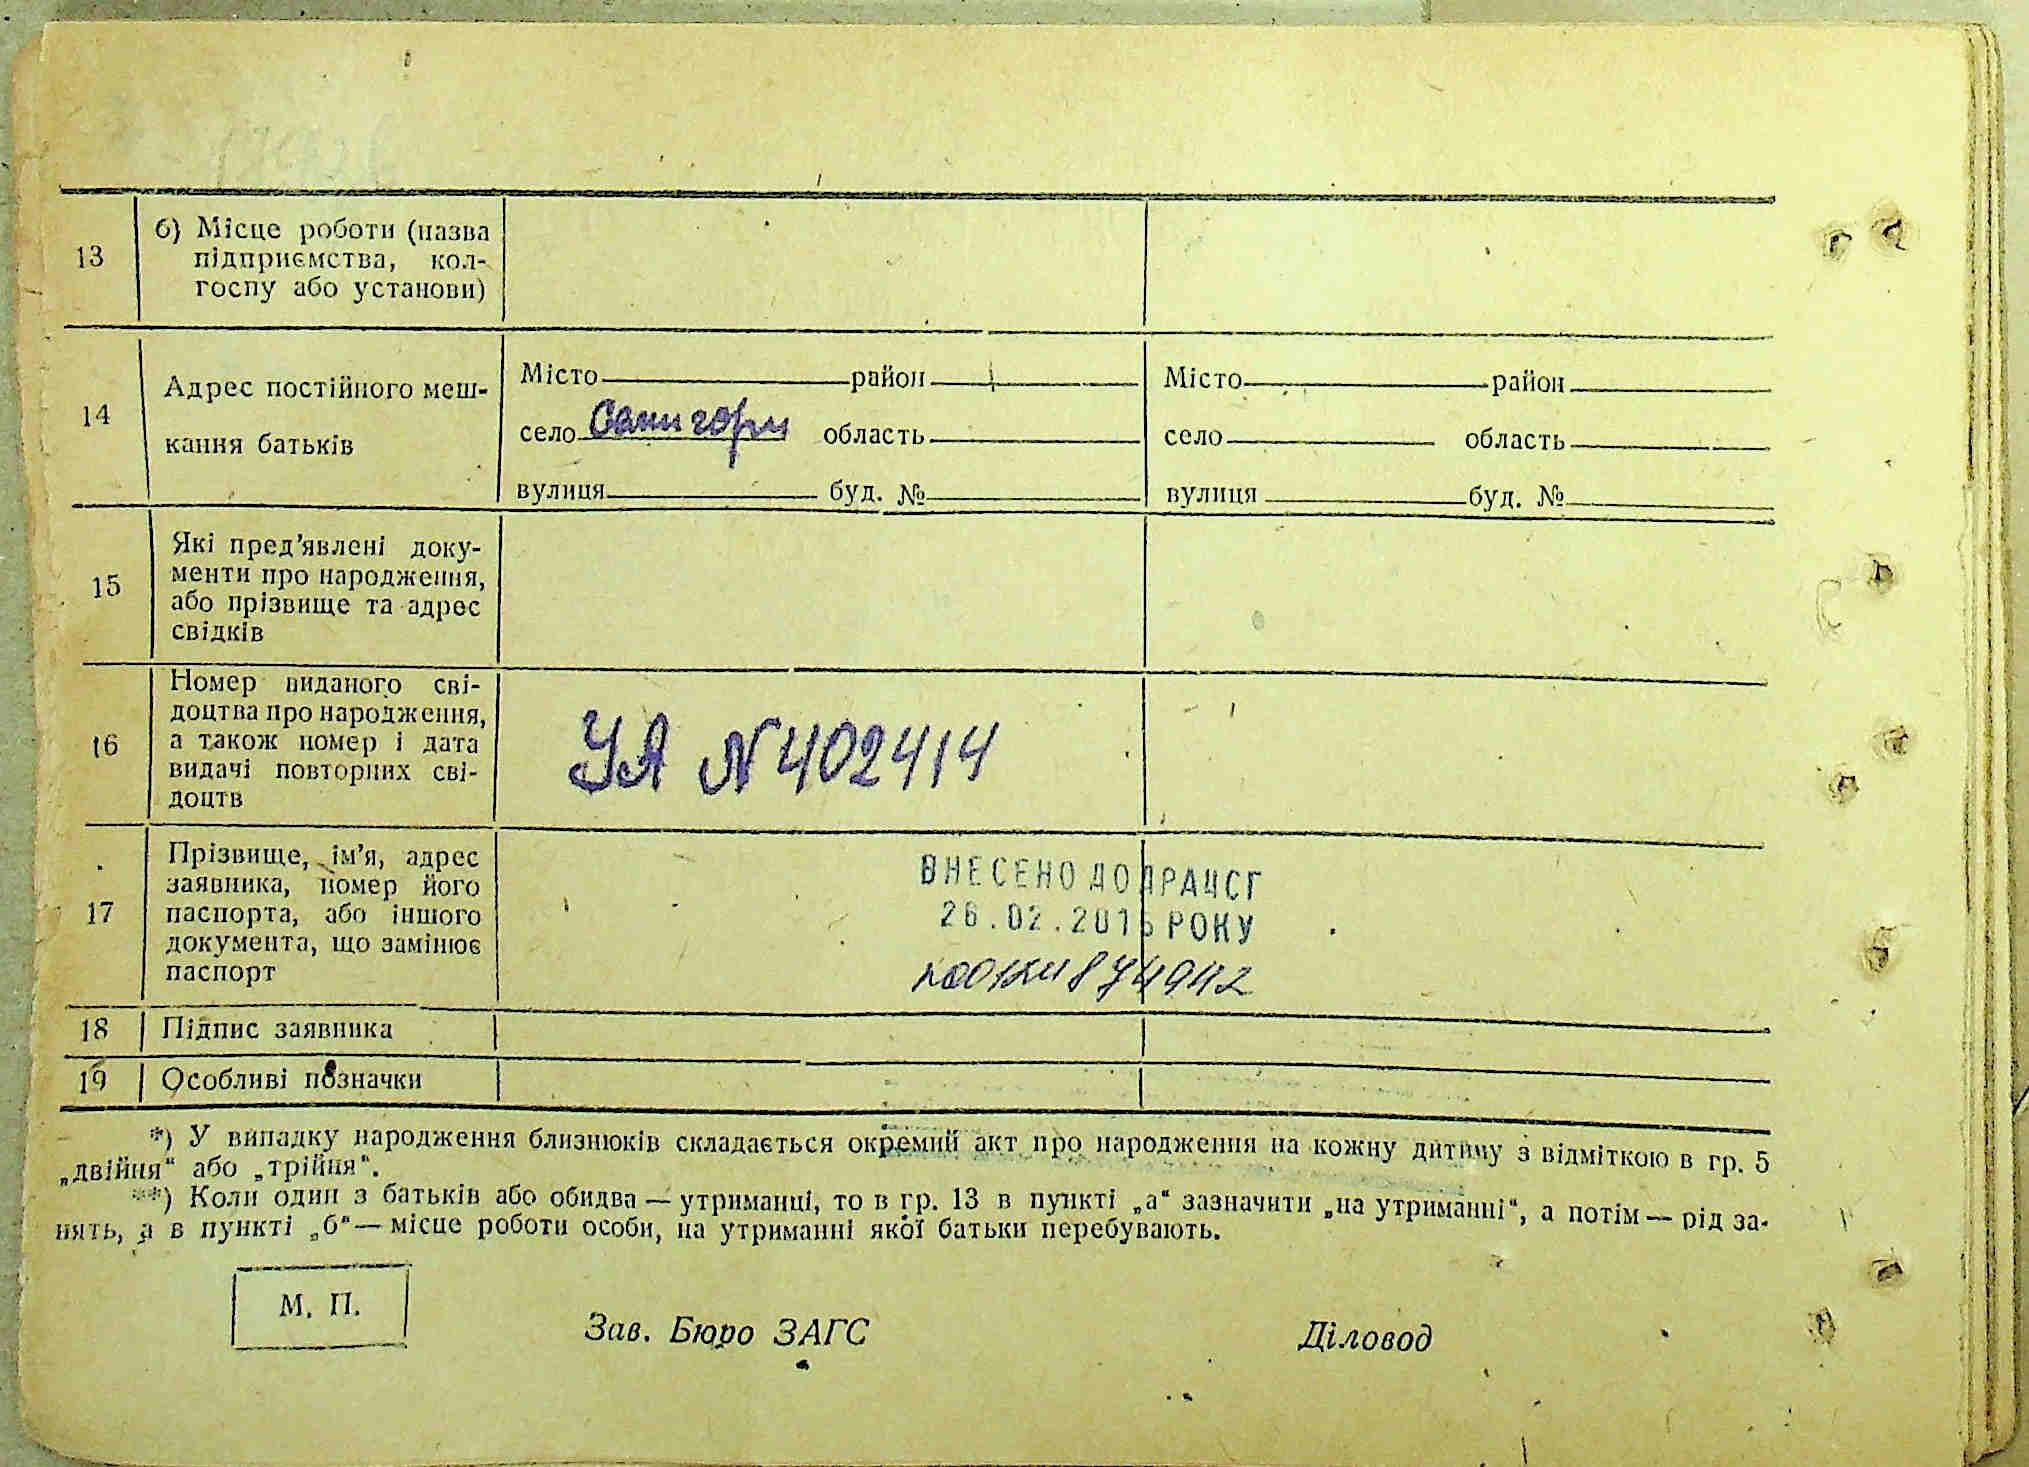 13
б) Місце роботи (назва
підприємства, кол-
госпу або установи)
14
Адрес постійного меш-
кання батьків
Місто район
село Сатигори область
вулиця буд. №
Місто район
село область
вулиця буд. №
15
Які пред'явлені доку-
менти про народження,
або прізвище та адрес
свідків
16
Номер виданого сві-
доцтва про народження,
а також номер і дата
видачі повторних сві-
доцтв
УА N 402414
17
Прізвище, ім'я, адрес
заявника, номер його
паспорта, або іншого
документа, що замінює
паспорт
ВНЕСЕНО ДО ДРАЦСГ
26.02.2016 РОКУ
18 Підпис заявника
19 Особливі позначки
*) У випадку народження близнюків складається окремий акт про народження на кожну дитину з відміткою в гр. 5
„двійня“ або „трійня“.
**) Коли один з батьків або обидва — утриманці, то в гр. 13 в пункті „а“ зазначити „на утриманні“, а потім — рід за-
нять, а в пункті „б“ — місце роботи особи, на утриманні якої батьки перебувають.
М. П.
Зав. Бюро ЗАГС
Діловод